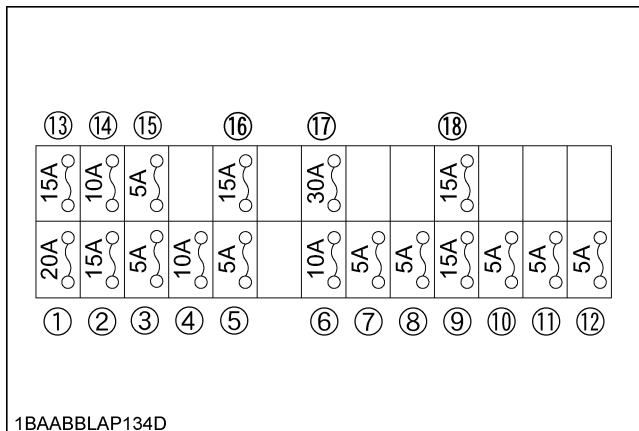 ⑬ ⑭ ⑮ ⑯ ⑰ ⑱
15A 10A 5A 15A 30A 15A
20A 15A 5A 10A 5A 10A 5A 5A 15A 5A 5A 5A
① ② ③ ④ ⑤ ⑥ ⑦ ⑧ ⑨ ⑩ ⑪ ⑫
1BAABBLAP134D